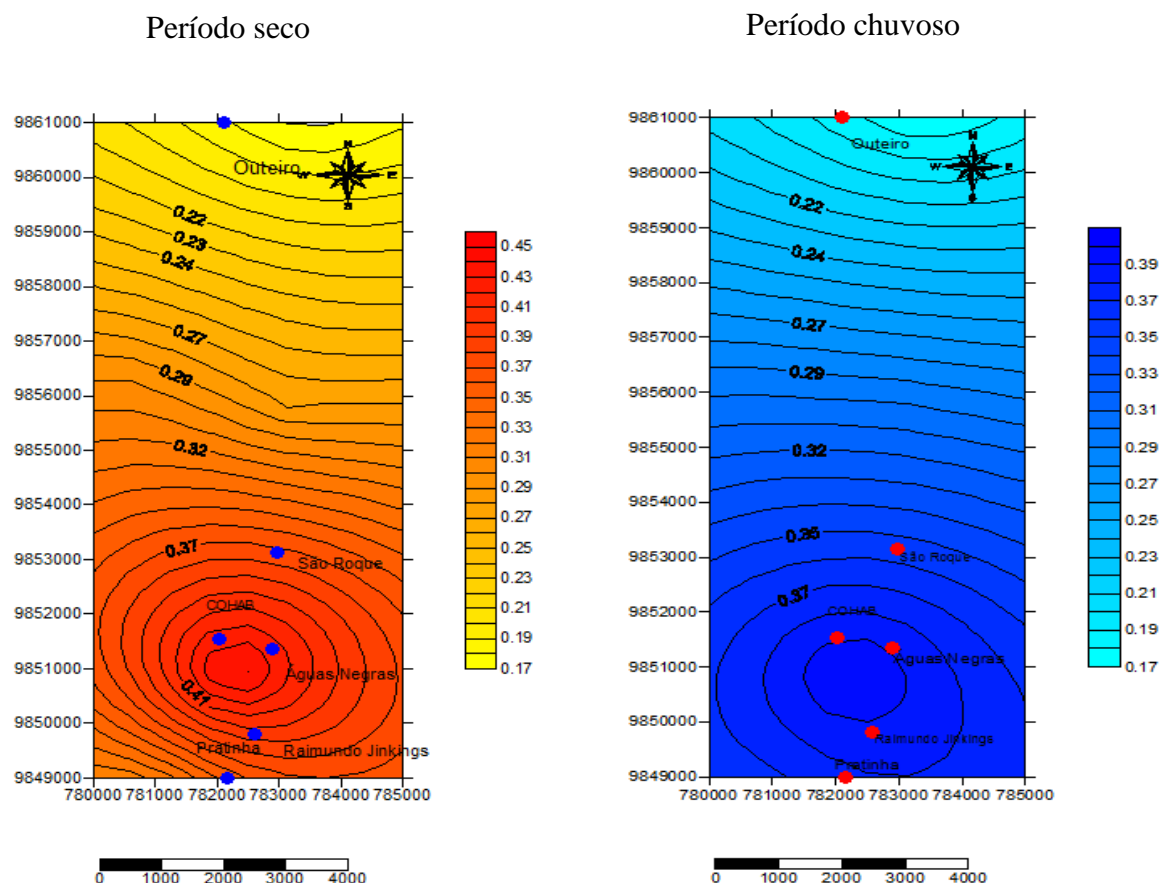 Período seco
9861000
9860000
9859000
9858000
9857000
9856000
9855000
9854000
9853000
9852000
9851000
9850000
9849000
Outeiro
N
W
E
S
0.22
0.23
0.24
0.27
0.29
0.32
0.37
São Roque
COHAB
Águas Negras
0.41
Pratinha
Raimundo Jinkings
780000 781000 782000 783000 784000 785000
0.45
0.43
0.41
0.39
0.37
0.35
0.33
0.31
0.29
0.27
0.25
0.23
0.21
0.19
0.17
0 1000 2000 3000 4000
Período chuvoso
9861000
9860000
9859000
9858000
9857000
9856000
9855000
9854000
9853000
9852000
9851000
9850000
9849000
Outeiro
N
W
E
S
0.22
0.24
0.27
0.29
0.32
0.35
São Roque
0.37
COHAB
Águas Negras
Raimundo Jinkings
Pratinha
780000 781000 782000 783000 784000 785000
0.39
0.37
0.35
0.33
0.31
0.29
0.27
0.25
0.23
0.21
0.19
0.17
0 1000 2000 3000 4000